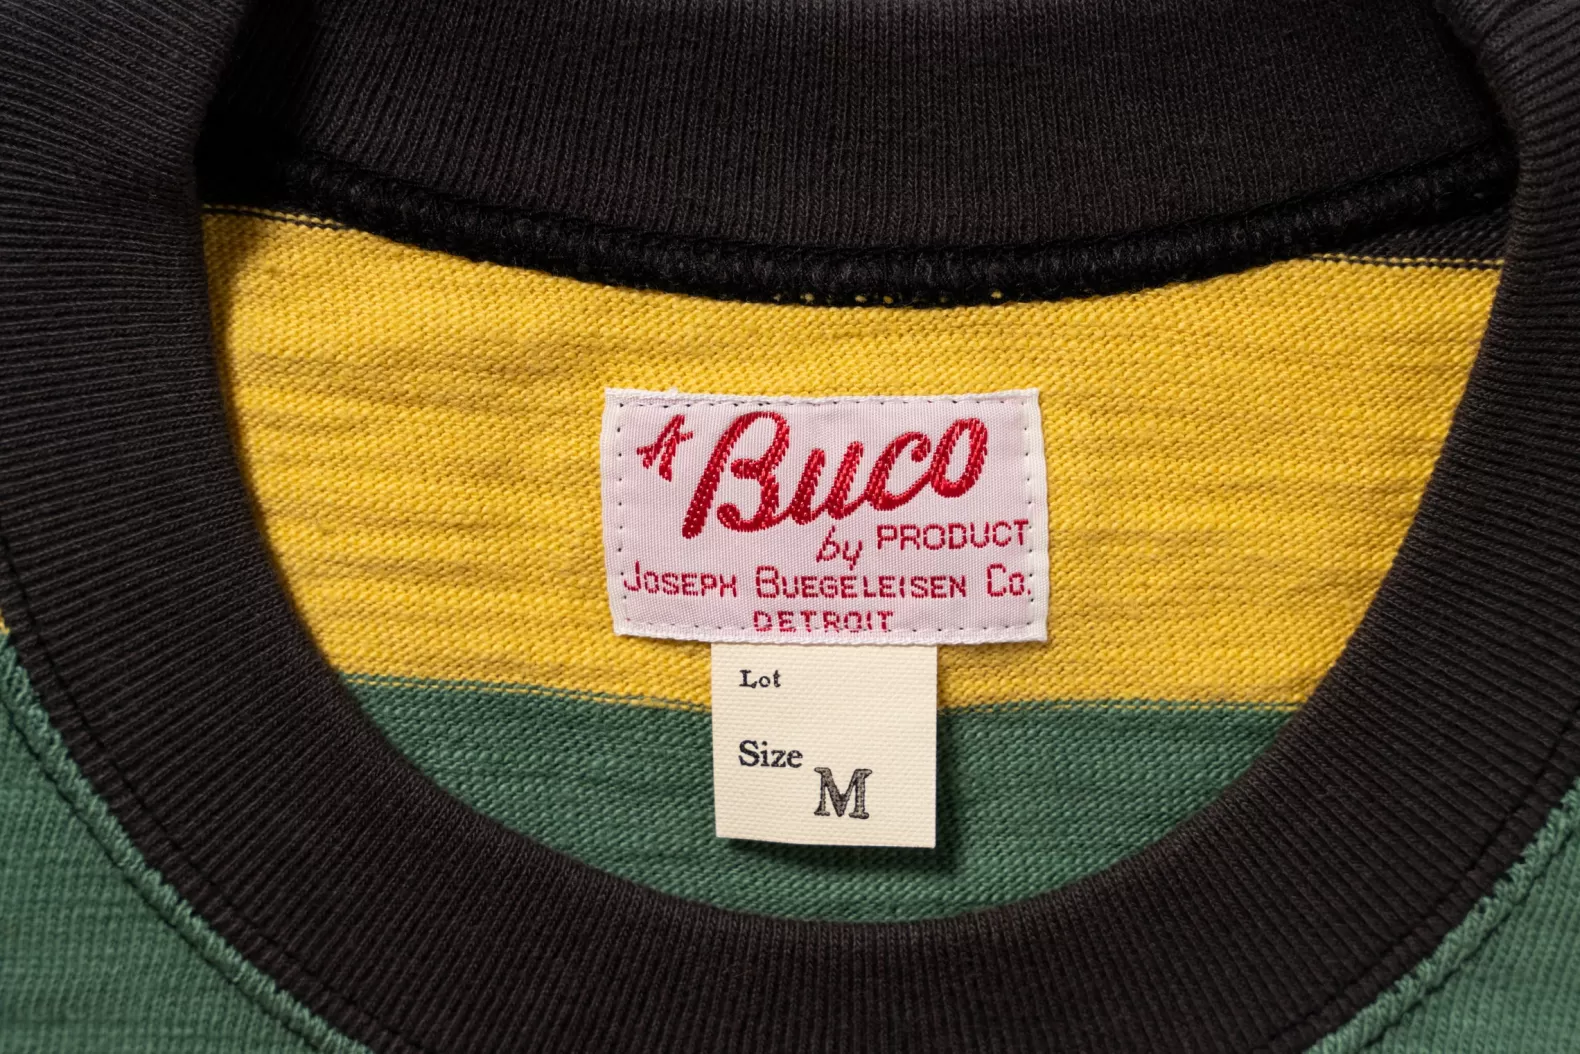 A Buco
by PRODUCT
JOSEPH BUEGELEISEN CO.
DETROIT
Lot
Size M